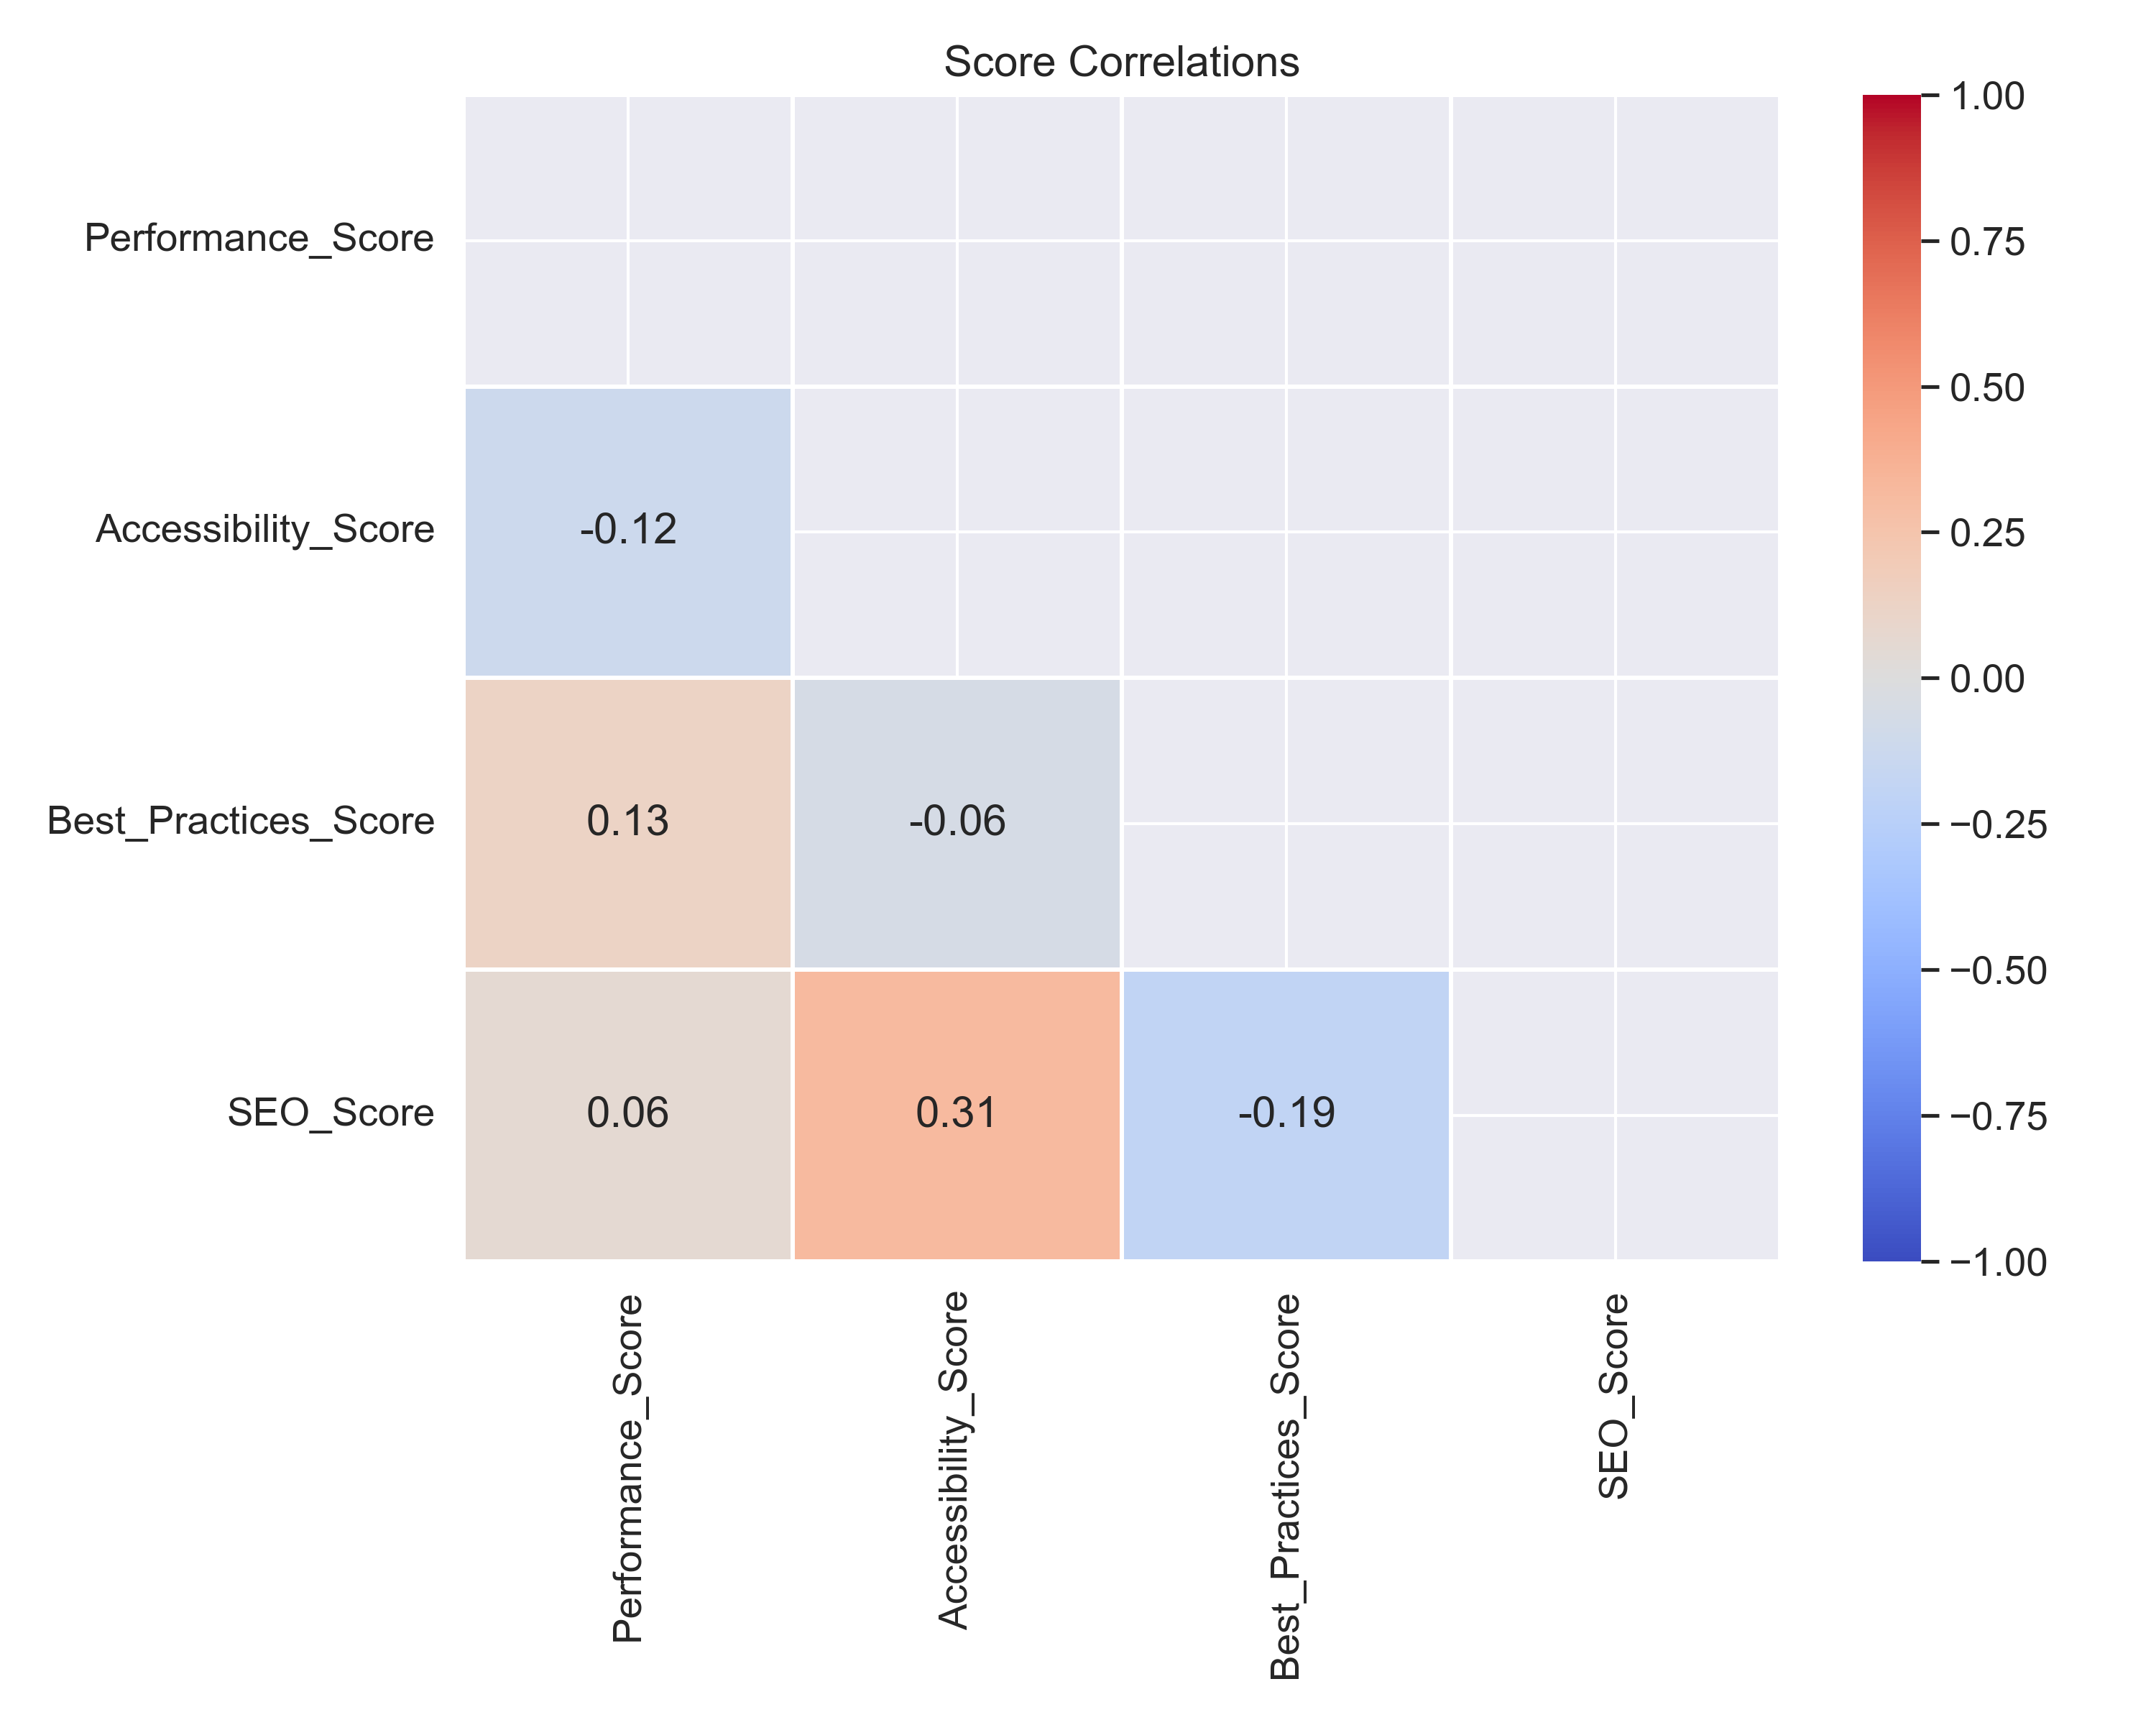 Score Correlations
Performance_Score
Accessibility_Score
Best_Practices_Score
SEO_Score
-0.12
0.13
-0.06
0.06
0.31
-0.19
Performance_Score
Accessibility_Score
Best_Practices_Score
SEO_Score
1.00
0.75
0.50
0.25
0.00
−0.25
−0.50
−0.75
−1.00